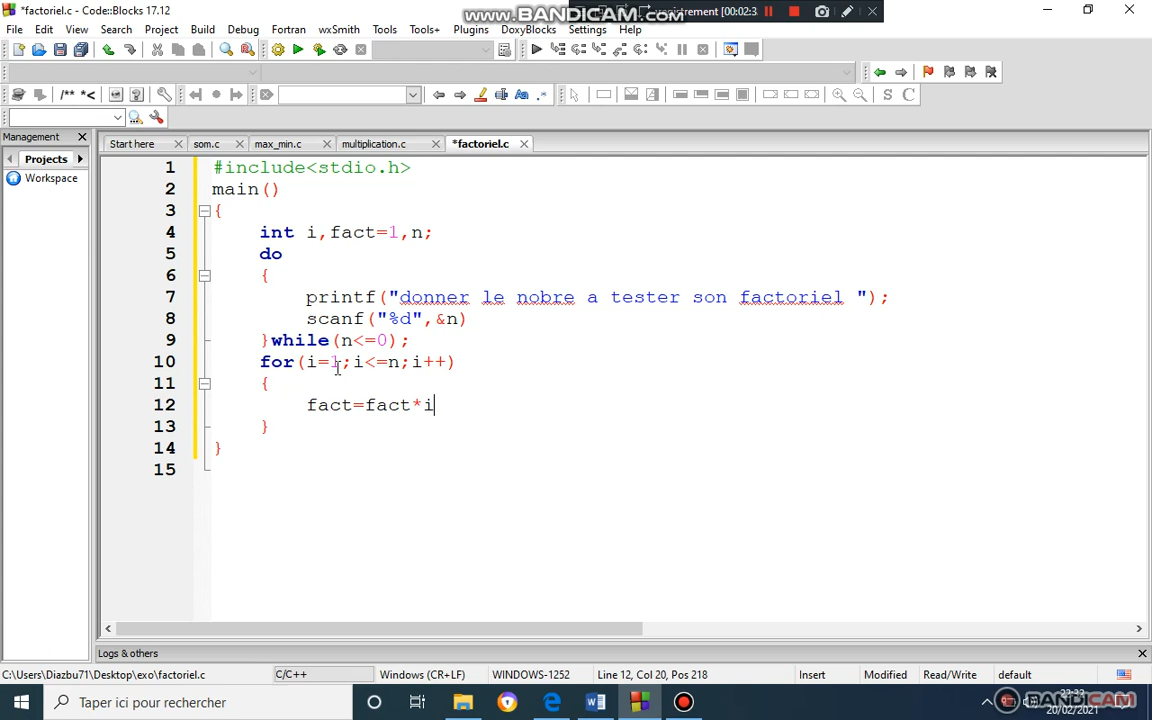 *factoriel.c - Code::Blocks 17.12
www.BANDICAM.com
registrement [00:02:3
File Edit View Search Project Build Debug Fortran wxSmith Tools Tools+ Plugins DoxyBlocks Settings Help
/** *<
S C
Management
Start here som.c max_min.c multiplication.c *factoriel.c
Projects
Workspace
1 #include<stdio.h>
2 main()
3 {
4 int i,fact=1,n;
5 do
6 {
7 printf("donner le nobre a tester son factoriel ");
8 scanf("%d",&n)
9 }while(n<=0);
10 for(i=1;i<=n;i++)
11 {
12 fact=fact*i
13 }
14 }
15
Logs & others
C:\Users\Diazbu71\Desktop\exo\factoriel.c C/C++ Windows (CR+LF) WINDOWS-1252 Line 12, Col 20, Pos 218 Insert Modified Read/Write default
Taper ici pour rechercher
BANDICAM
20/02/2021